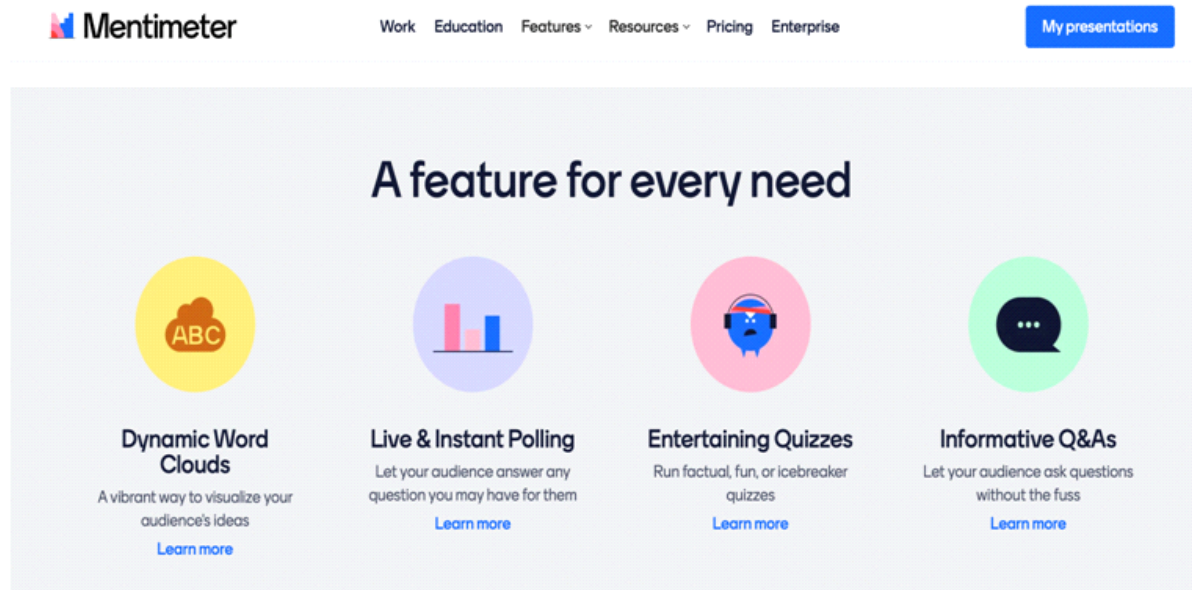 Mentimeter
Work Education Features Resources Pricing Enterprise
My presentations
A feature for every need
ABC
Dynamic Word
Clouds
A vibrant way to visualize your
audience's ideas
Learn more
Live & Instant Polling
Let your audience answer any
question you may have for them
Learn more
Entertaining Quizzes
Run factual, fun, or icebreaker
quizzes
Learn more
Informative Q&As
Let your audience ask questions
without the fuss
Learn more